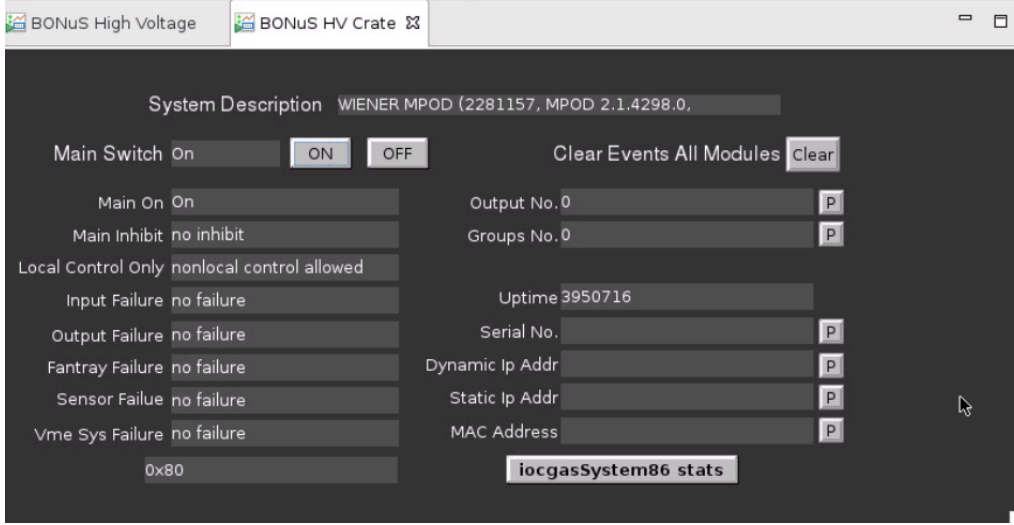 BONuS High Voltage
BONuS HV Crate
System Description WIENER MPOD (2281157, MPOD 2.1.4298.0,
Main Switch On ON OFF Clear Events All Modules Clear
Main On On Output No. 0 P
Main Inhibit no inhibit Groups No. 0 P
Local Control Only nonlocal control allowed
Input Failure no failure Uptime 3950716
Output Failure no failure Serial No. P
Fantray Failure no failure Dynamic Ip Addr P
Sensor Failue no failure Static Ip Addr P
Vme Sys Failure no failure MAC Address P
0x80 iocgasSystem86 stats